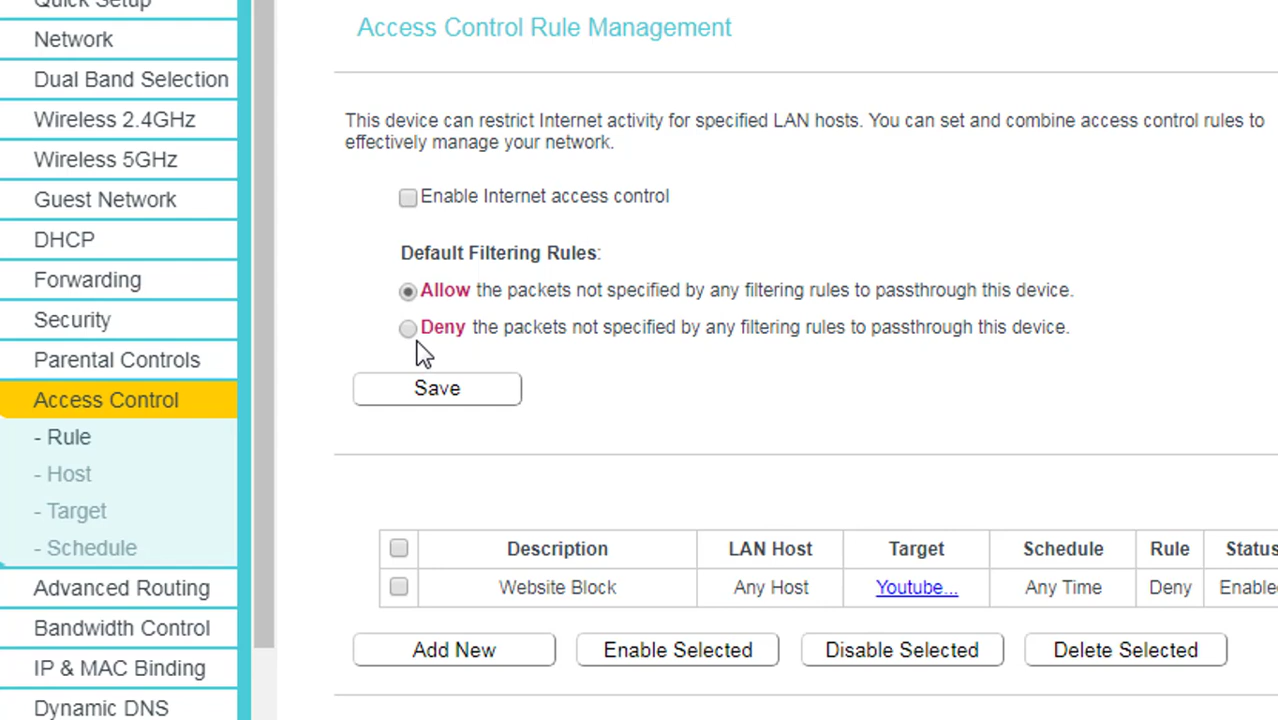 Quick Setup
Network
Dual Band Selection
Wireless 2.4GHz
Wireless 5GHz
Guest Network
DHCP
Forwarding
Security
Parental Controls
Access Control
- Rule
- Host
- Target
- Schedule
Advanced Routing
Bandwidth Control
IP & MAC Binding
Dynamic DNS
Access Control Rule Management
This device can restrict Internet activity for specified LAN hosts. You can set and combine access control rules to
effectively manage your network.
Enable Internet access control
Default Filtering Rules:
Allow the packets not specified by any filtering rules to passthrough this device.
Deny the packets not specified by any filtering rules to passthrough this device.
Save
Description LAN Host Target Schedule Rule Status
Website Block Any Host Youtube... Any Time Deny Enable
Add New Enable Selected Disable Selected Delete Selected